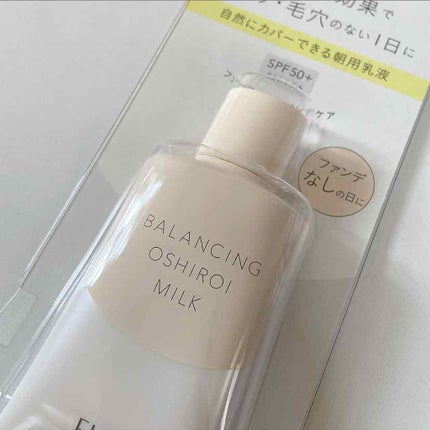 効果で
・毛穴のない1日に
自然にカバーできる朝用乳液
SPF50+
ケア
ファンデ
なしの日に
BALANCING
OSHIROI
MILK